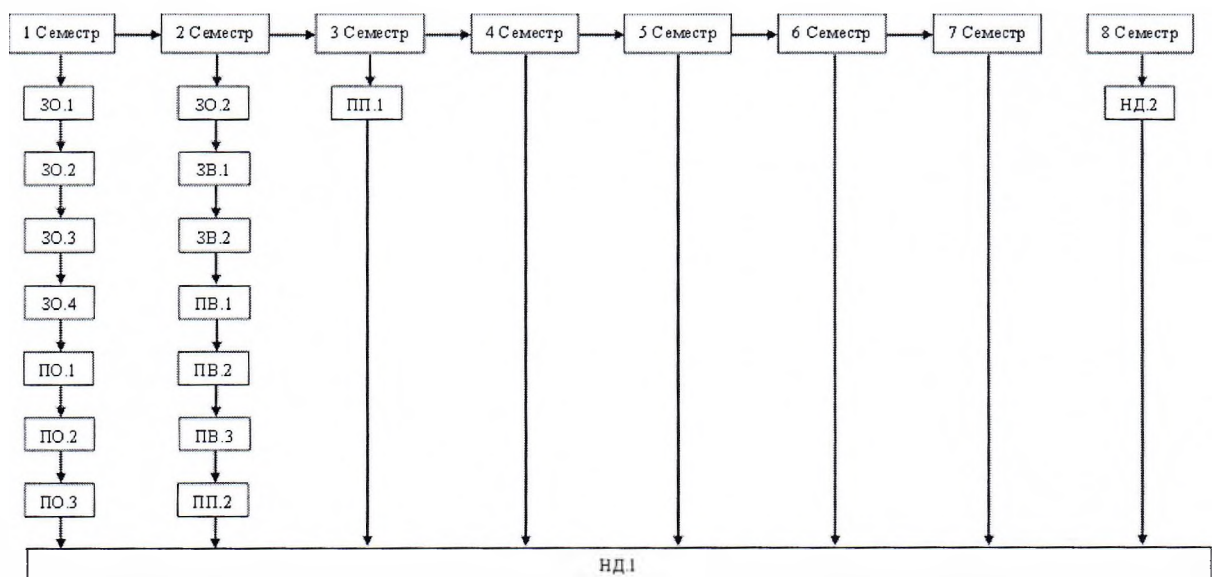 1 Семестр 2 Семестр 3 Семестр 4 Семестр 5 Семестр 6 Семестр 7 Семестр 8 Семестр
ЗО.1 ЗО.2 ПП.1 НД.2
ЗО.2 ЗВ.1
ЗО.3 ЗВ.2
ЗО.4 ПВ.1
ПО.1 ПВ.2
ПО.2 ПВ.3
ПО.3 ПП.2
НД.1